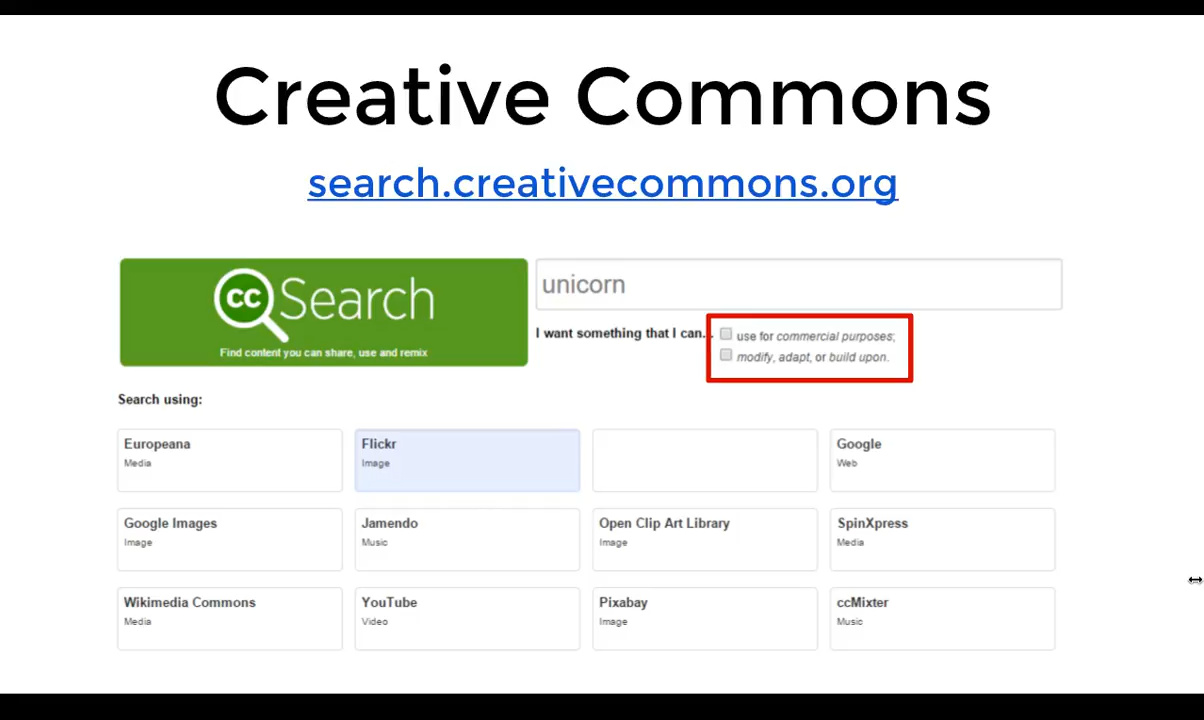 Creative Commons
search.creativecommons.org
cc Search
Find content you can share, use and remix
unicorn
I want something that I can...
use for commercial purposes;
modify, adapt, or build upon.
Search using:
Europeana
Media
Flickr
Image
Google
Web
Google Images
Image
Jamendo
Music
Open Clip Art Library
Image
SpinXpress
Media
Wikimedia Commons
Media
YouTube
Video
Pixabay
Image
ccMixter
Music